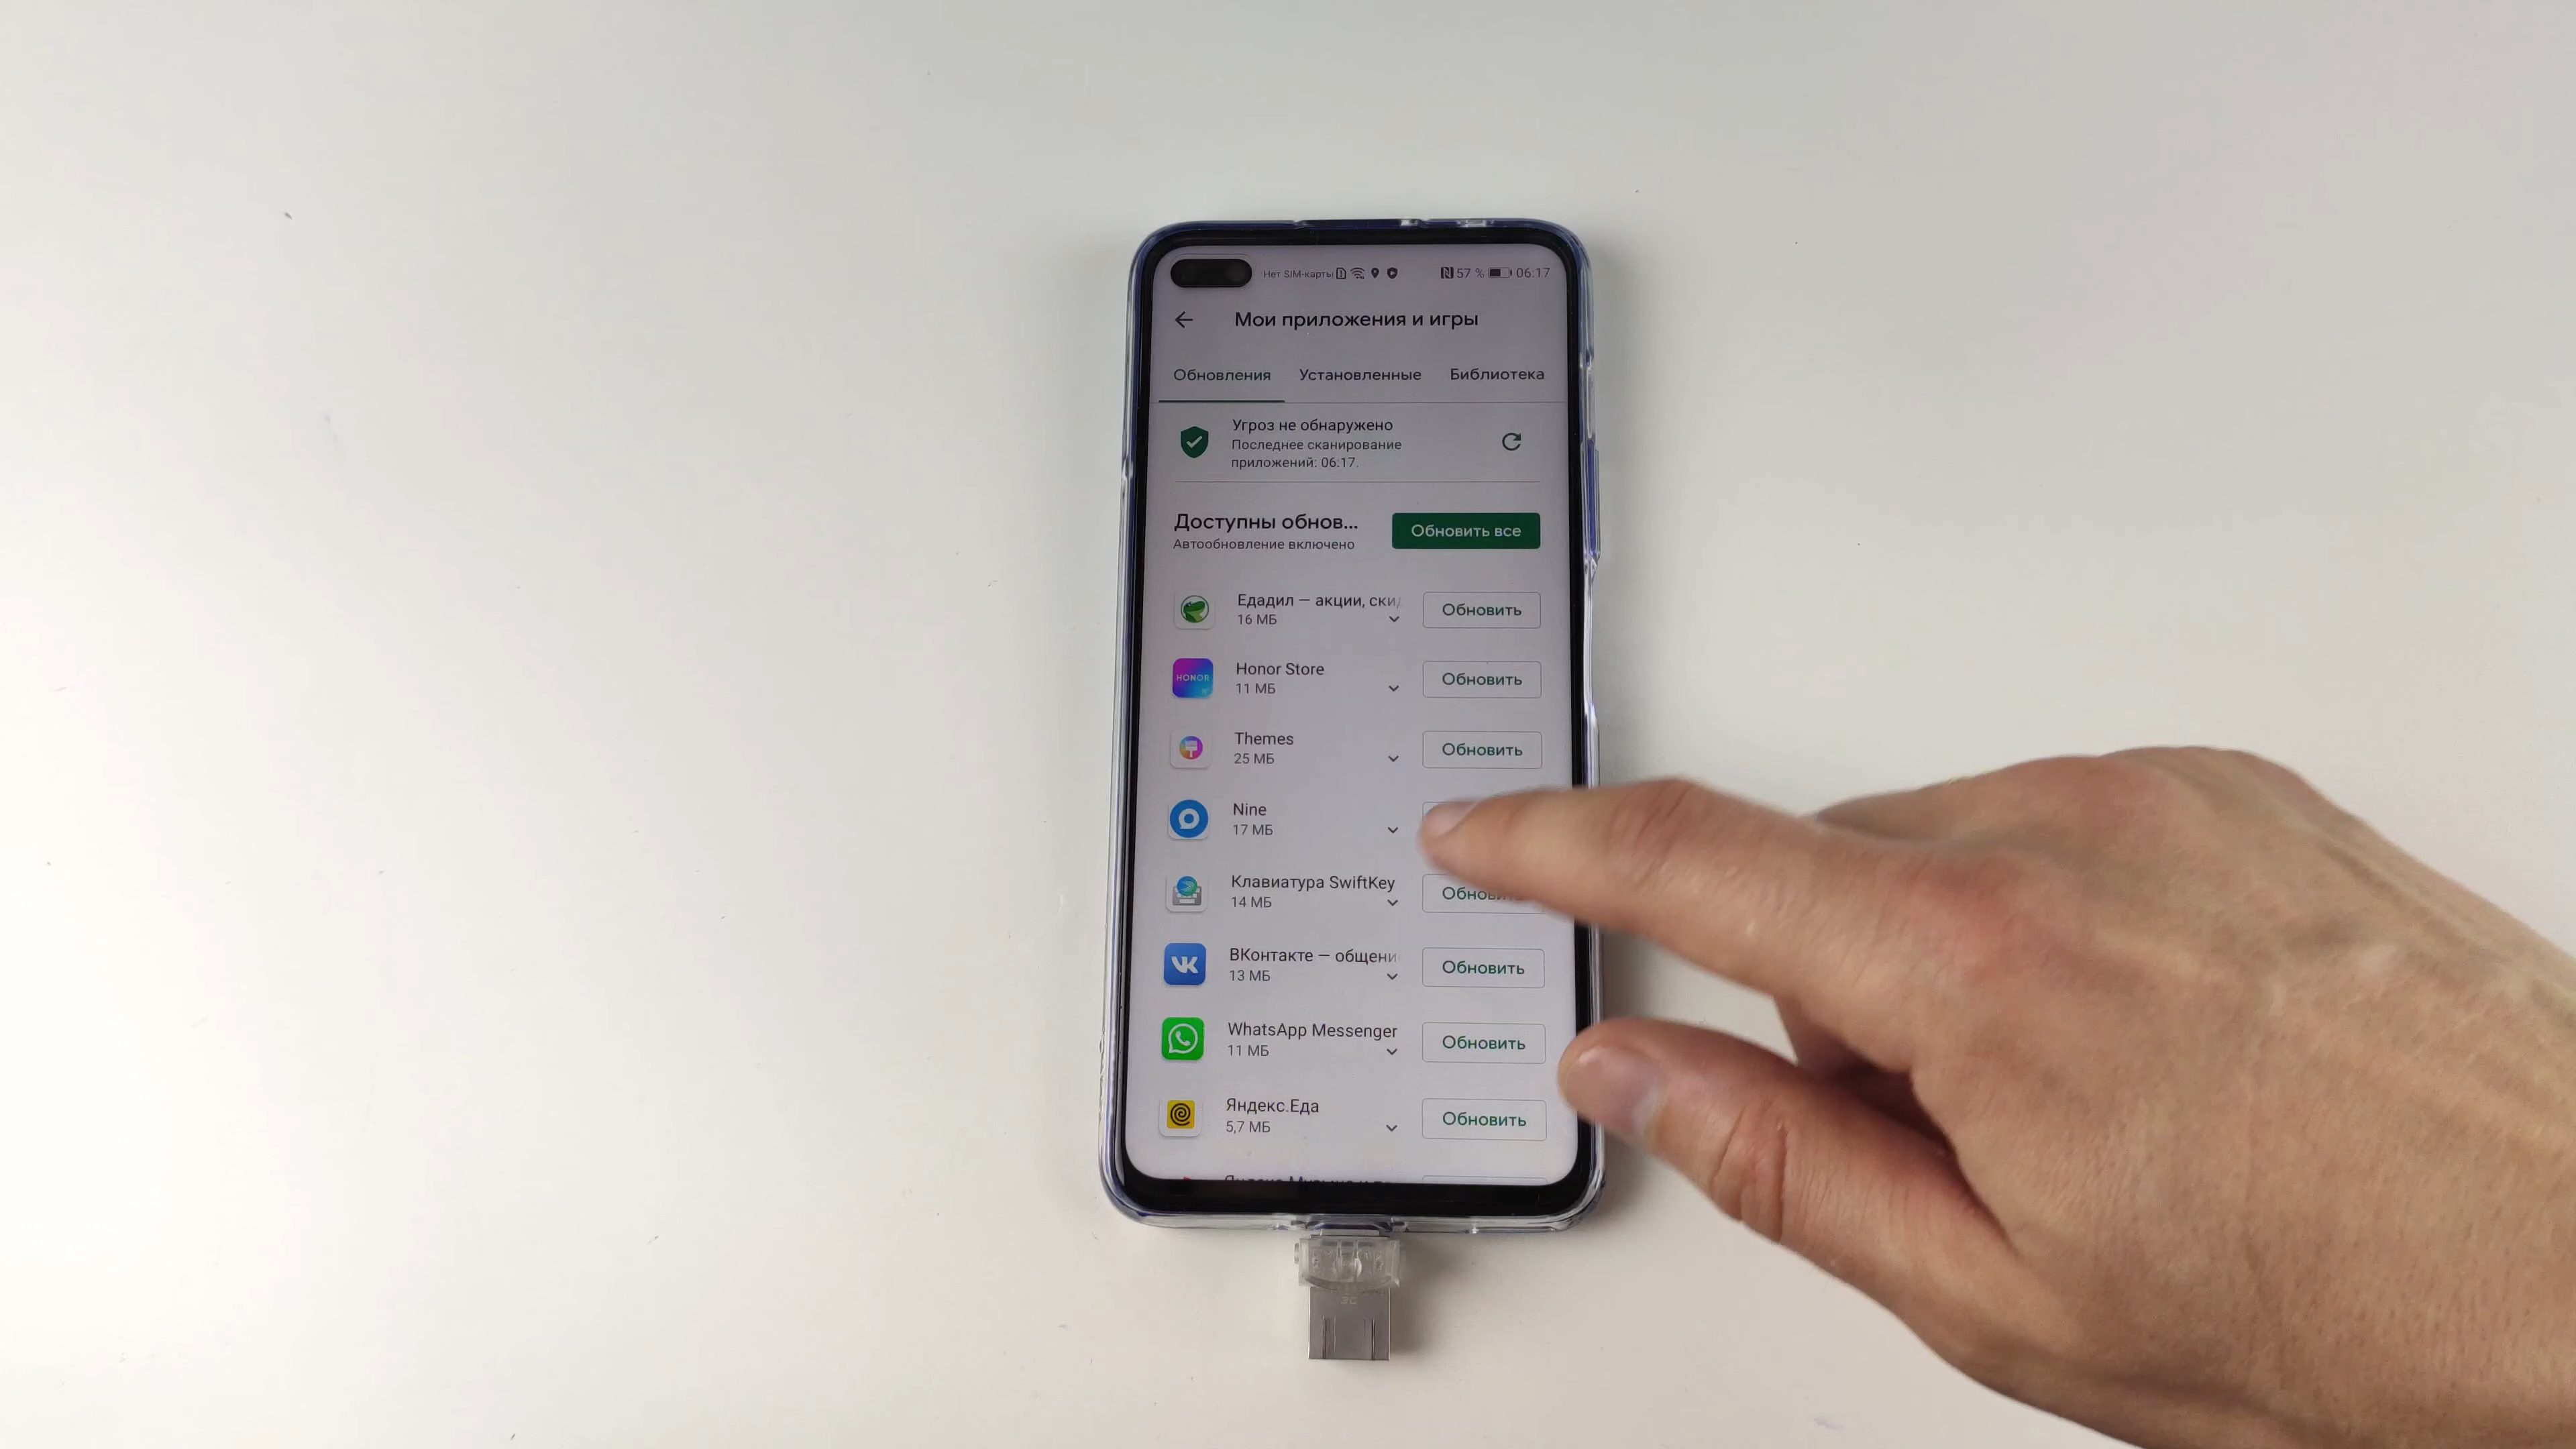 Нет SIM-карты 57 % 06:17
Мои приложения и игры
Обновления Установленные Библиотека
Угроз не обнаружено
Последнее сканирование
приложений: 06:17.
Доступны обнов...
Автообновление включено
Обновить все
Едадил — акции, ски
16 МБ
Обновить
HONOR
Honor Store
11 МБ
Обновить
Themes
25 МБ
Обновить
Nine
17 МБ
Клавиатура SwiftKey
14 МБ
Обнови
ВКонтакте — общени
13 МБ
Обновить
WhatsApp Messenger
11 МБ
Обновить
Яндекс.Еда
5,7 МБ
Обновить